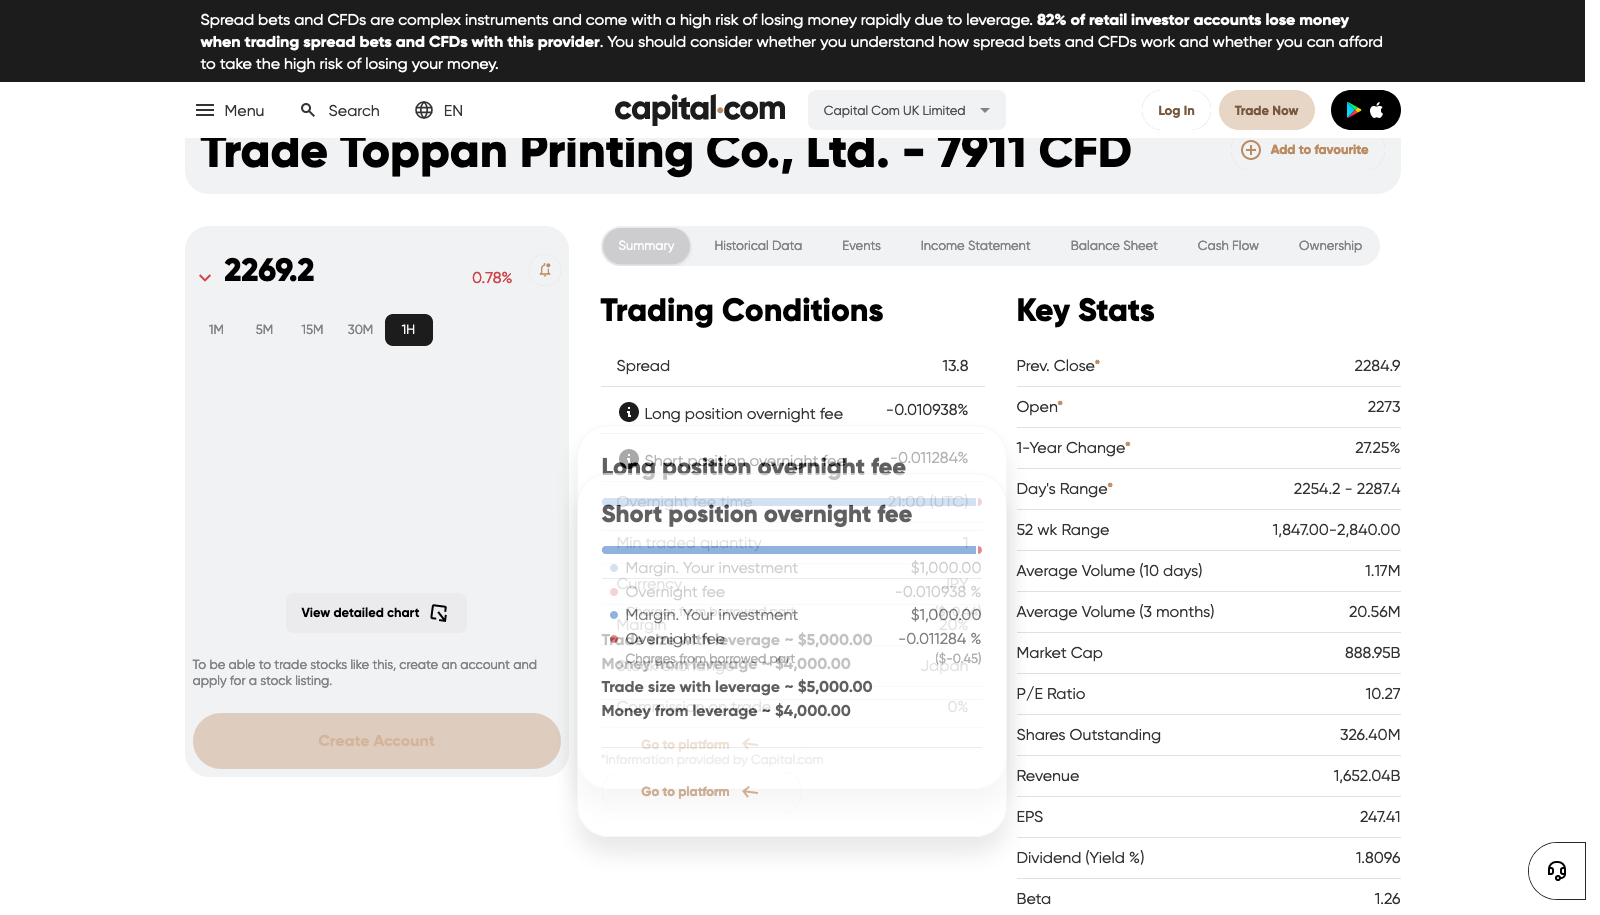 Spread bets and CFDs are complex instruments and come with a high risk of losing money rapidly due to leverage. 82% of retail investor accounts lose money
when trading spread bets and CFDs with this provider. You should consider whether you understand how spread bets and CFDs work and whether you can afford
to take the high risk of losing your money.
Menu
Search
EN
capital.com
Capital Com UK Limited
Log In
Trade Now
Trade Toppan Printing Co., Ltd. - 7911 CFD
Add to favourite
2269.2
0.78%
1M
5M
15M
30M
1H
View detailed chart
To be able to trade stocks like this, create an account and
apply for a stock listing.
Create Account
Summary
Historical Data
Events
Income Statement
Balance Sheet
Cash Flow
Ownership
Trading Conditions
Spread 13.8
Long position overnight fee -0.010938%
Short position overnight fee -0.011284%
Long position overnight fee
Overnight fee time 21:00 (UTC)
Short position overnight fee
Min traded quantity 1
Margin. Your investment $1,000.00
Currency JPY
Overnight fee -0.010938 %
Margin. Your investment $1,000.00
Margin 20%
Overnight fee -0.011284 %
Trade size with leverage ~ $5,000.00
Charges from borrowed part ($-0.45)
Money from leverage ~ $4,000.00
Japan
Trade size with leverage ~ $5,000.00
Commission on trade 0%
Money from leverage ~ $4,000.00
Go to platform
*Information provided by Capital.com
Go to platform
Key Stats
Prev. Close* 2284.9
Open* 2273
1-Year Change* 27.25%
Day's Range* 2254.2 - 2287.4
52 wk Range 1,847.00-2,840.00
Average Volume (10 days) 1.17M
Average Volume (3 months) 20.56M
Market Cap 888.95B
P/E Ratio 10.27
Shares Outstanding 326.40M
Revenue 1,652.04B
EPS 247.41
Dividend (Yield %) 1.8096
Beta 1.26